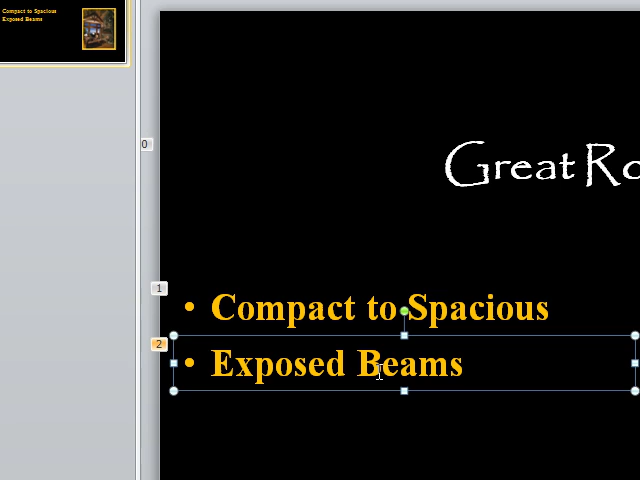 Compact to Spacious
Exposed Beams
0
Great Ro
1
• Compact to Spacious
2
• Exposed Beams